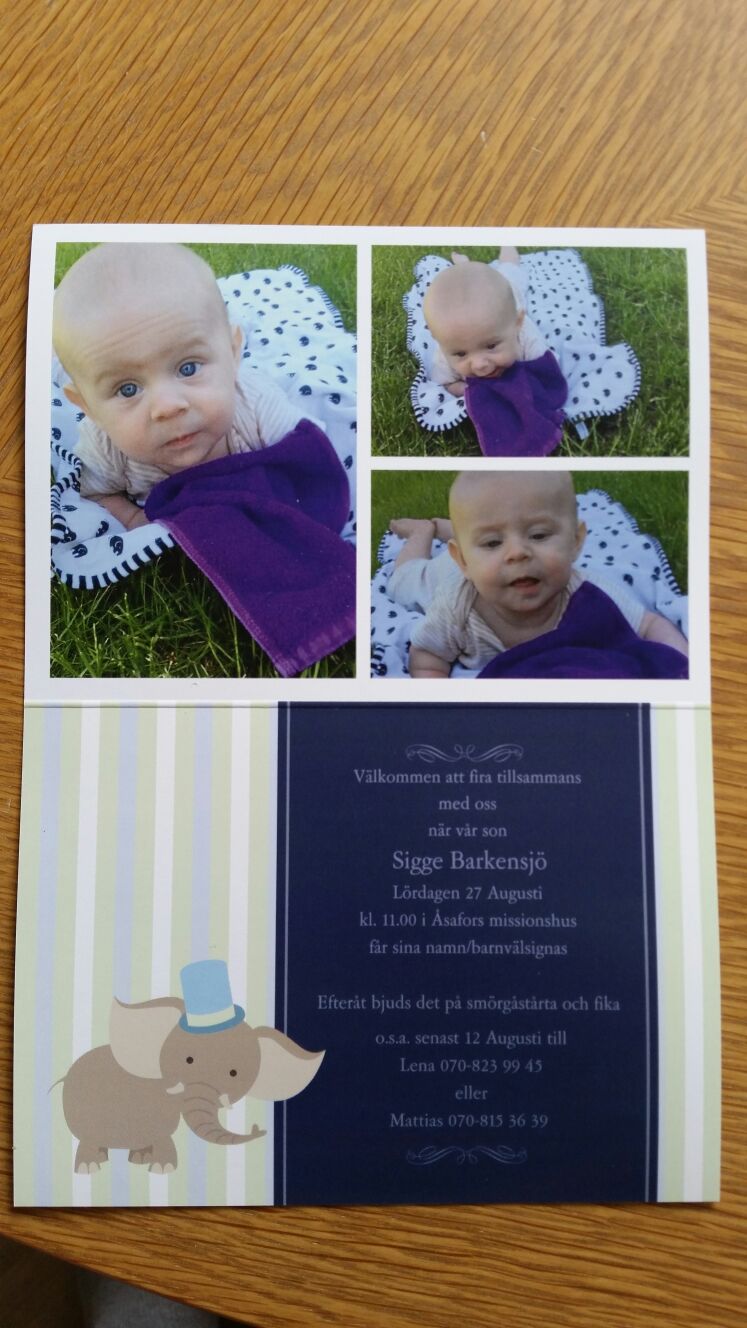 Välkommen att fira tillsammans
med oss
när vår son
Sigge Barkensjö
Lördagen 27 Augusti
kl. 11.00 i Åsafors missionshus
får sina namn/barnvälsignas
Efteråt bjuds det på smörgåstårta och fika
o.s.a. senast 12 Augusti till
Lena 070-823 99 45
eller
Mattias 070-815 36 39